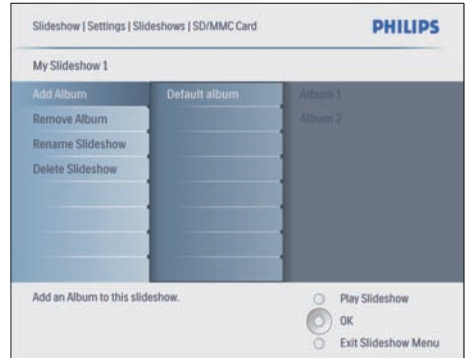 Slideshow | Settings | Slideshows | SD/MMC Card
PHILIPS
My Slideshow 1
Add Album
Default album
Album 1
Remove Album
Album 2
Rename Slideshow
Delete Slideshow
Add an Album to this slideshow.
Play Slideshow
OK
Exit Slideshow Menu